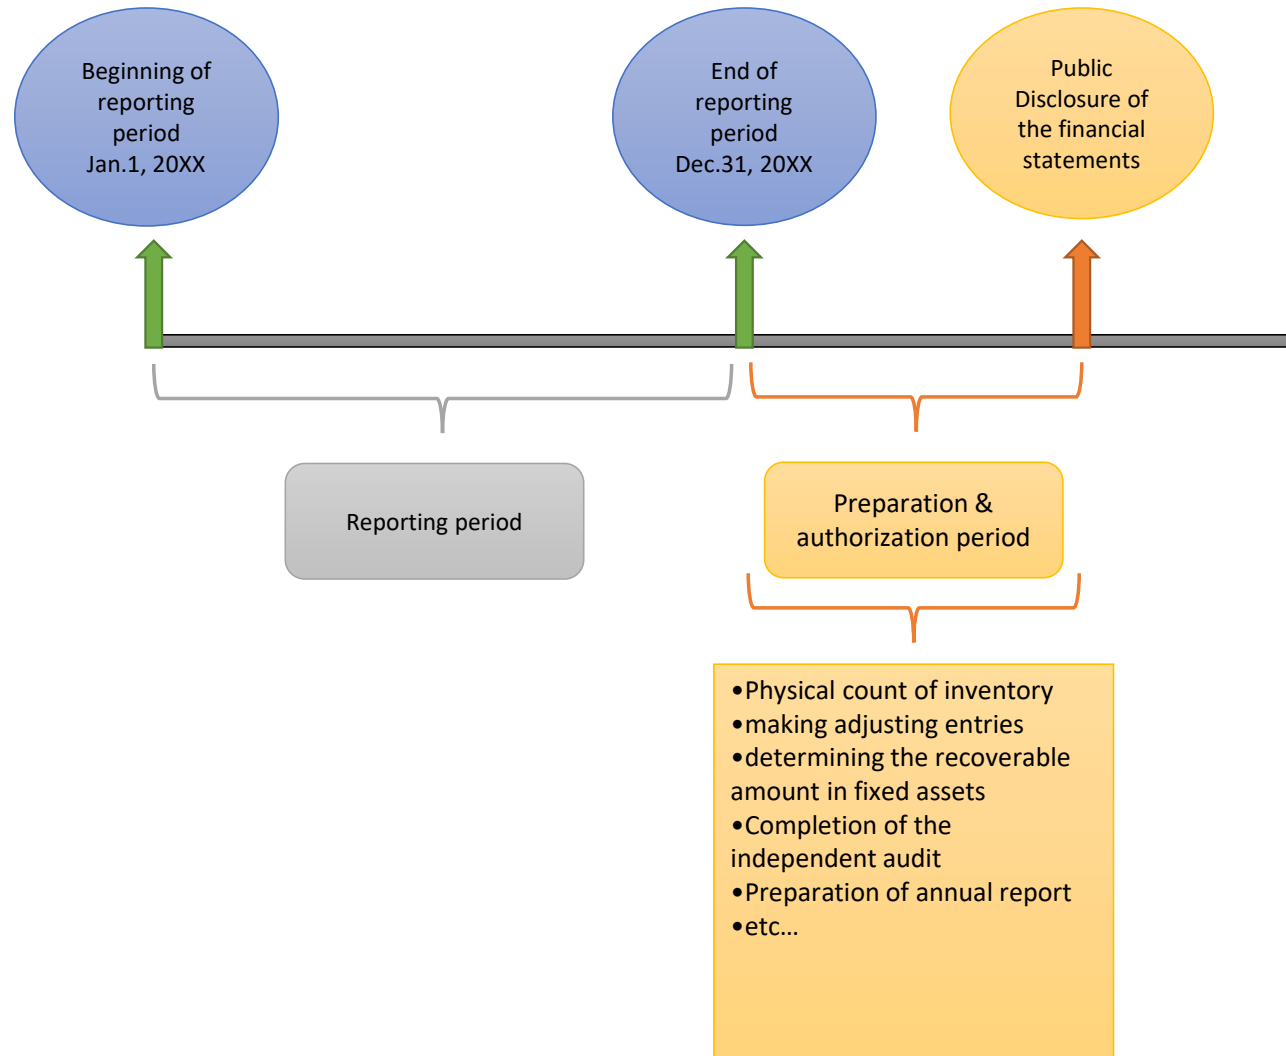 Beginning of
reporting
period
Jan.1, 20XX
End of
reporting
period
Dec.31, 20XX
Public
Disclosure of
the financial
statements
Reporting period
Preparation &
authorization period
•Physical count of inventory
•making adjusting entries
•determining the recoverable
amount in fixed assets
•Completion of the
independent audit
•Preparation of annual report
•etc…